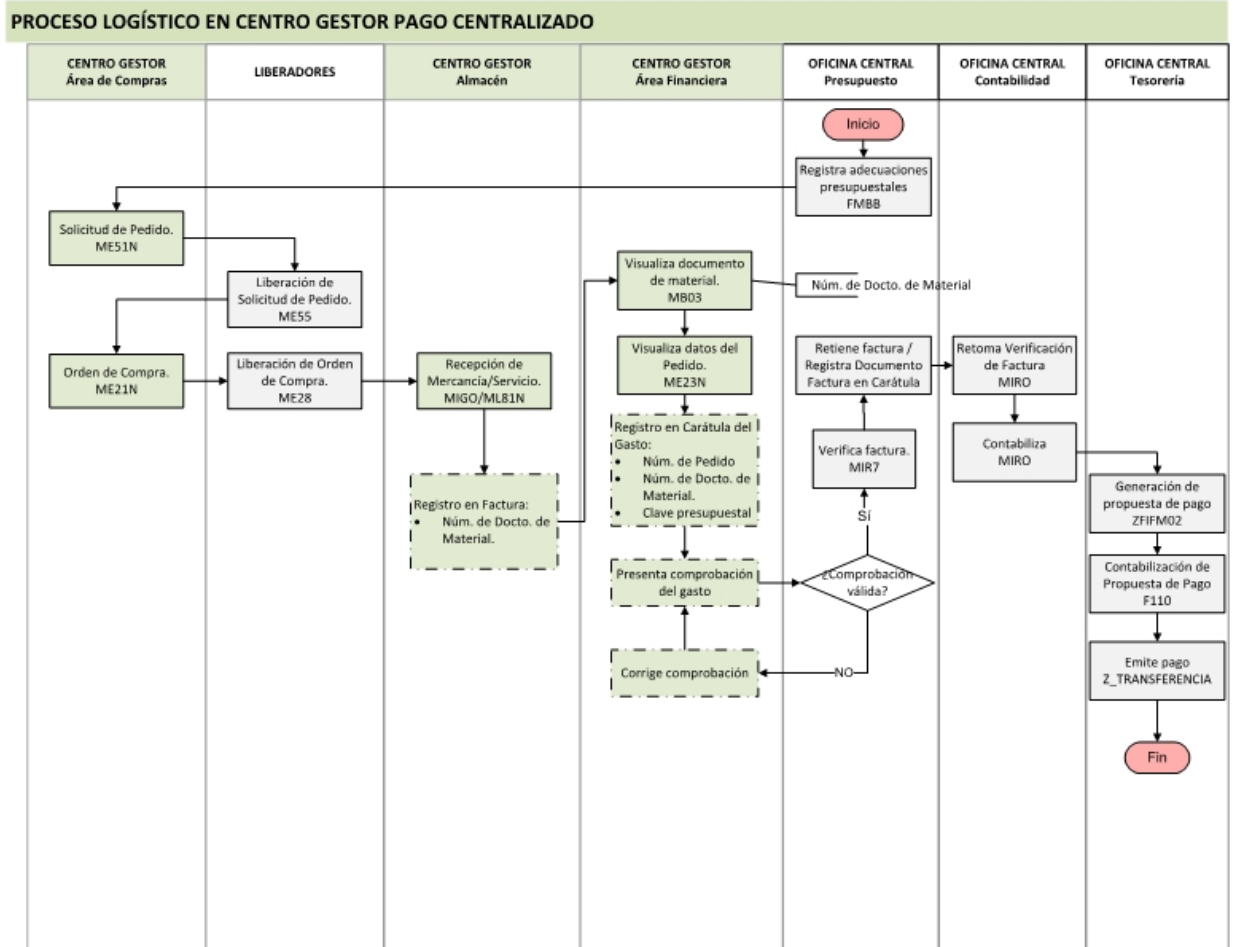 PROCESO LOGÍSTICO EN CENTRO GESTOR PAGO CENTRALIZADO
CENTRO GESTOR
Área de Compras
LIBERADORES
CENTRO GESTOR
Almacén
CENTRO GESTOR
Área Financiera
OFICINA CENTRAL
Presupuesto
OFICINA CENTRAL
Contabilidad
OFICINA CENTRAL
Tesorería
Inicio
Registra adecuaciones
presupuestales
FMBB
Solicitud de Pedido.
ME51N
Liberación de
Solicitud de Pedido.
ME55
Orden de Compra.
ME21N
Liberación de Orden
de Compra.
ME28
Recepción de
Mercancía/Servicio.
MIGO/ML81N
Registro en Factura:
• Núm. de Docto. de
Material.
Visualiza documento
de material.
MB03
Núm. de Docto. de Material
Visualiza datos del
Pedido.
ME23N
Registro en Carátula del
Gasto:
• Núm. de Pedido
• Núm. de Docto. de
Material.
• Clave presupuestal
Presenta comprobación
del gasto
Corrige comprobación
¿Comprobación
válida?
NO
Sí
Verifica factura.
MIR7
Retiene factura /
Registra Documento
Factura en Carátula
Retoma Verificación
de Factura
MIRO
Contabiliza
MIRO
Generación de
propuesta de pago
ZFIFM02
Contabilización de
Propuesta de Pago
F110
Emite pago
Z_TRANSFERENCIA
Fin